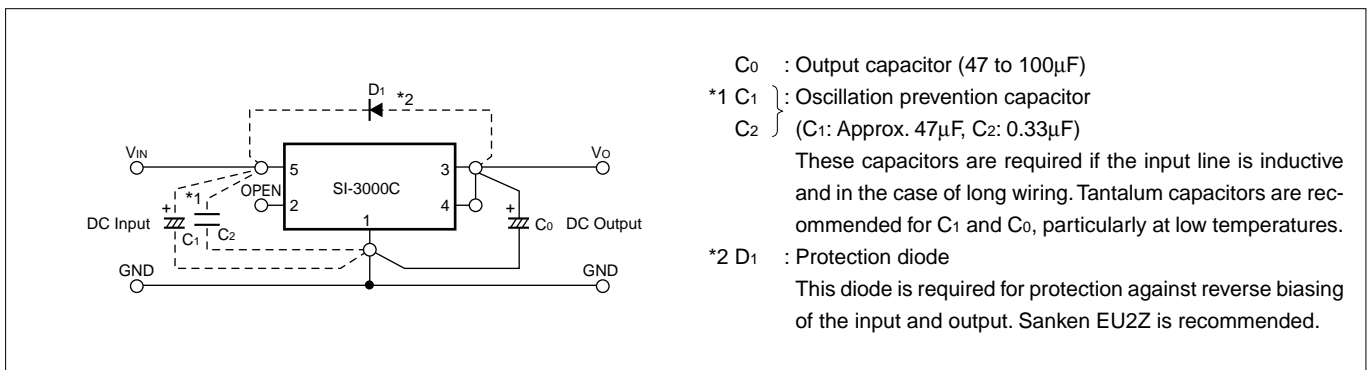 D1
*2
VIN
VO
5
3
SI-3000C
*1
OPEN
2
4
1
+
+
DC Input
C1
C2
C0
DC Output
GND
GND
C0 : Output capacitor (47 to 100µF)
*1 C1 : Oscillation prevention capacitor
C2 (C1: Approx. 47µF, C2: 0.33µF)
These capacitors are required if the input line is inductive
and in the case of long wiring. Tantalum capacitors are rec-
ommended for C1 and C0, particularly at low temperatures.
*2 D1 : Protection diode
This diode is required for protection against reverse biasing
of the input and output. Sanken EU2Z is recommended.